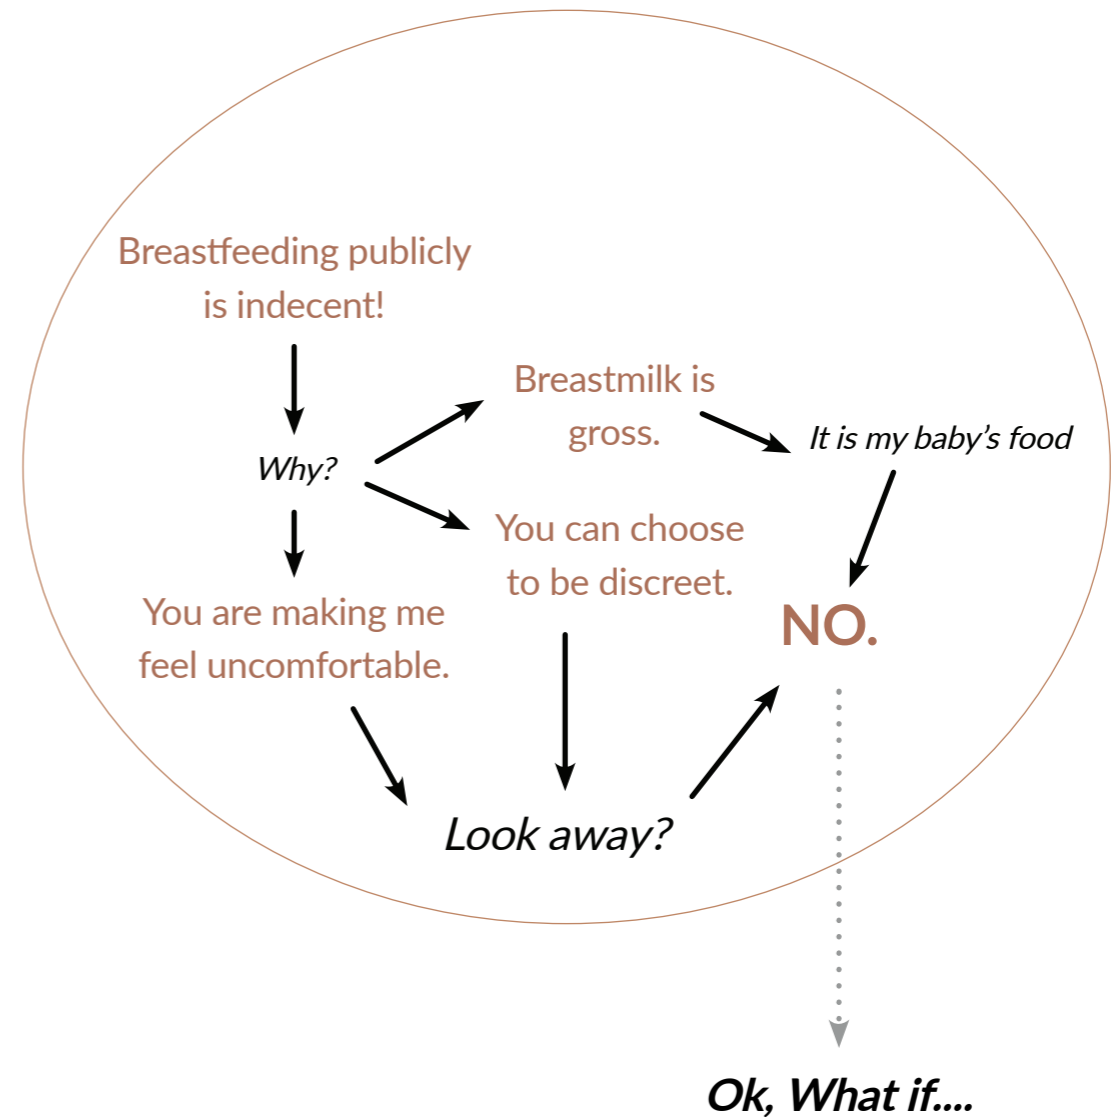 Breastfeeding publicly
is indecent!
Why?
Breastmilk is
gross.
It is my baby’s food
You can choose
to be discreet.
You are making me
feel uncomfortable.
NO.
Look away?
Ok, What if....